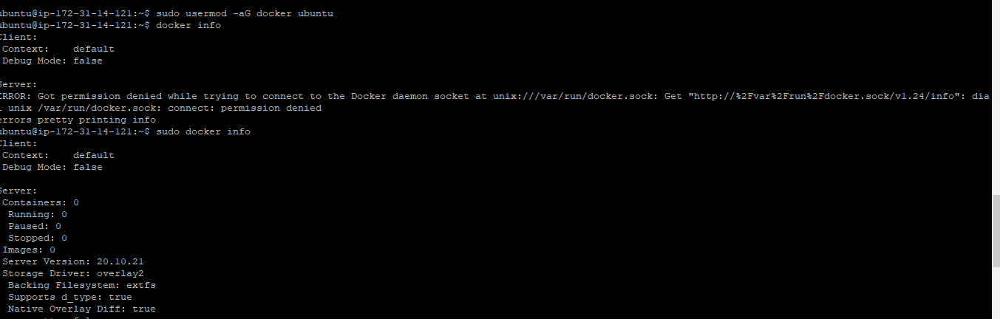 ubuntu@ip-172-31-14-121:~$ sudo usermod -aG docker ubuntu
ubuntu@ip-172-31-14-121:~$ docker info
Client:
 Context:    default
 Debug Mode: false
Server:
ERROR: Got permission denied while trying to connect to the Docker daemon socket at unix:///var/run/docker.sock: Get "http://%2Fvar%2Frun%2Fdocker.sock/v1.24/info": dia
l unix /var/run/docker.sock: connect: permission denied
errors pretty printing info
ubuntu@ip-172-31-14-121:~$ sudo docker info
Client:
 Context:    default
 Debug Mode: false
Server:
 Containers: 0
  Running: 0
  Paused: 0
  Stopped: 0
 Images: 0
 Server Version: 20.10.21
 Storage Driver: overlay2
  Backing Filesystem: extfs
  Supports d_type: true
  Native Overlay Diff: true